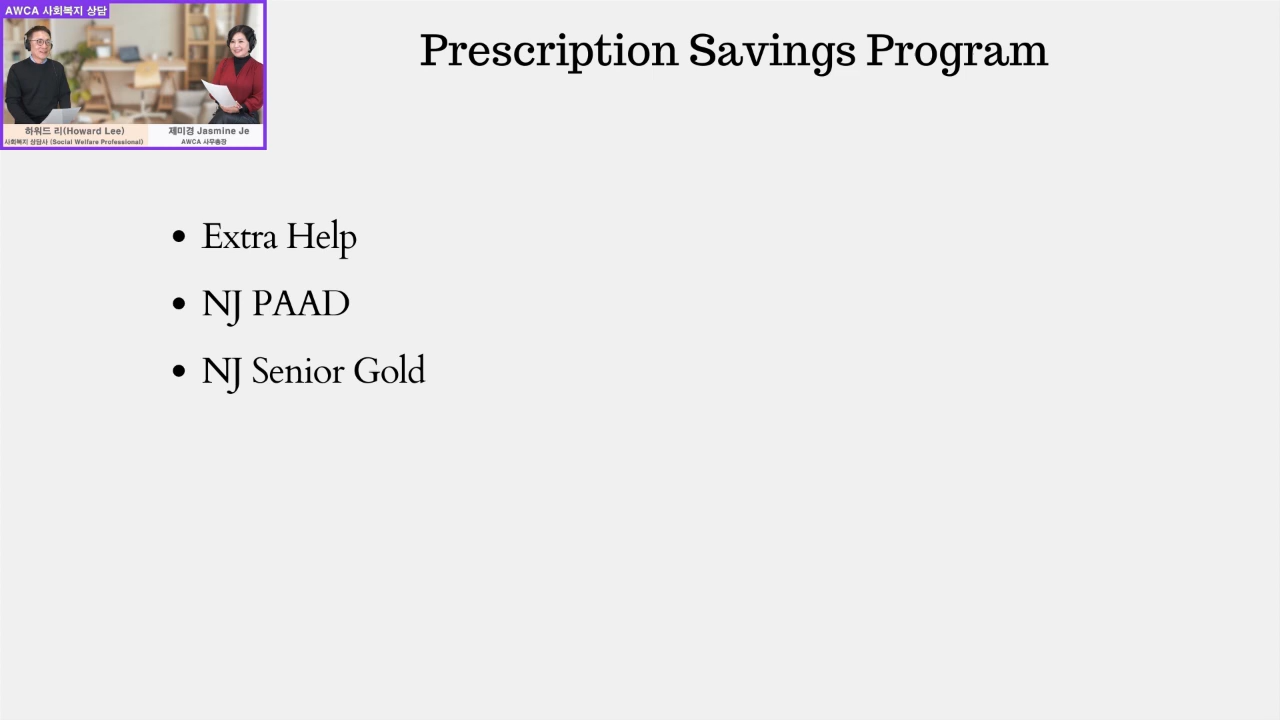 AWCA 사회복지 상담
하워드 리(Howard Lee)
사회복지 상담사 (Social Welfare Professional)
제미경 Jasmine Je
AWCA 사무총장
Prescription Savings Program
• Extra Help
• NJ PAAD
• NJ Senior Gold